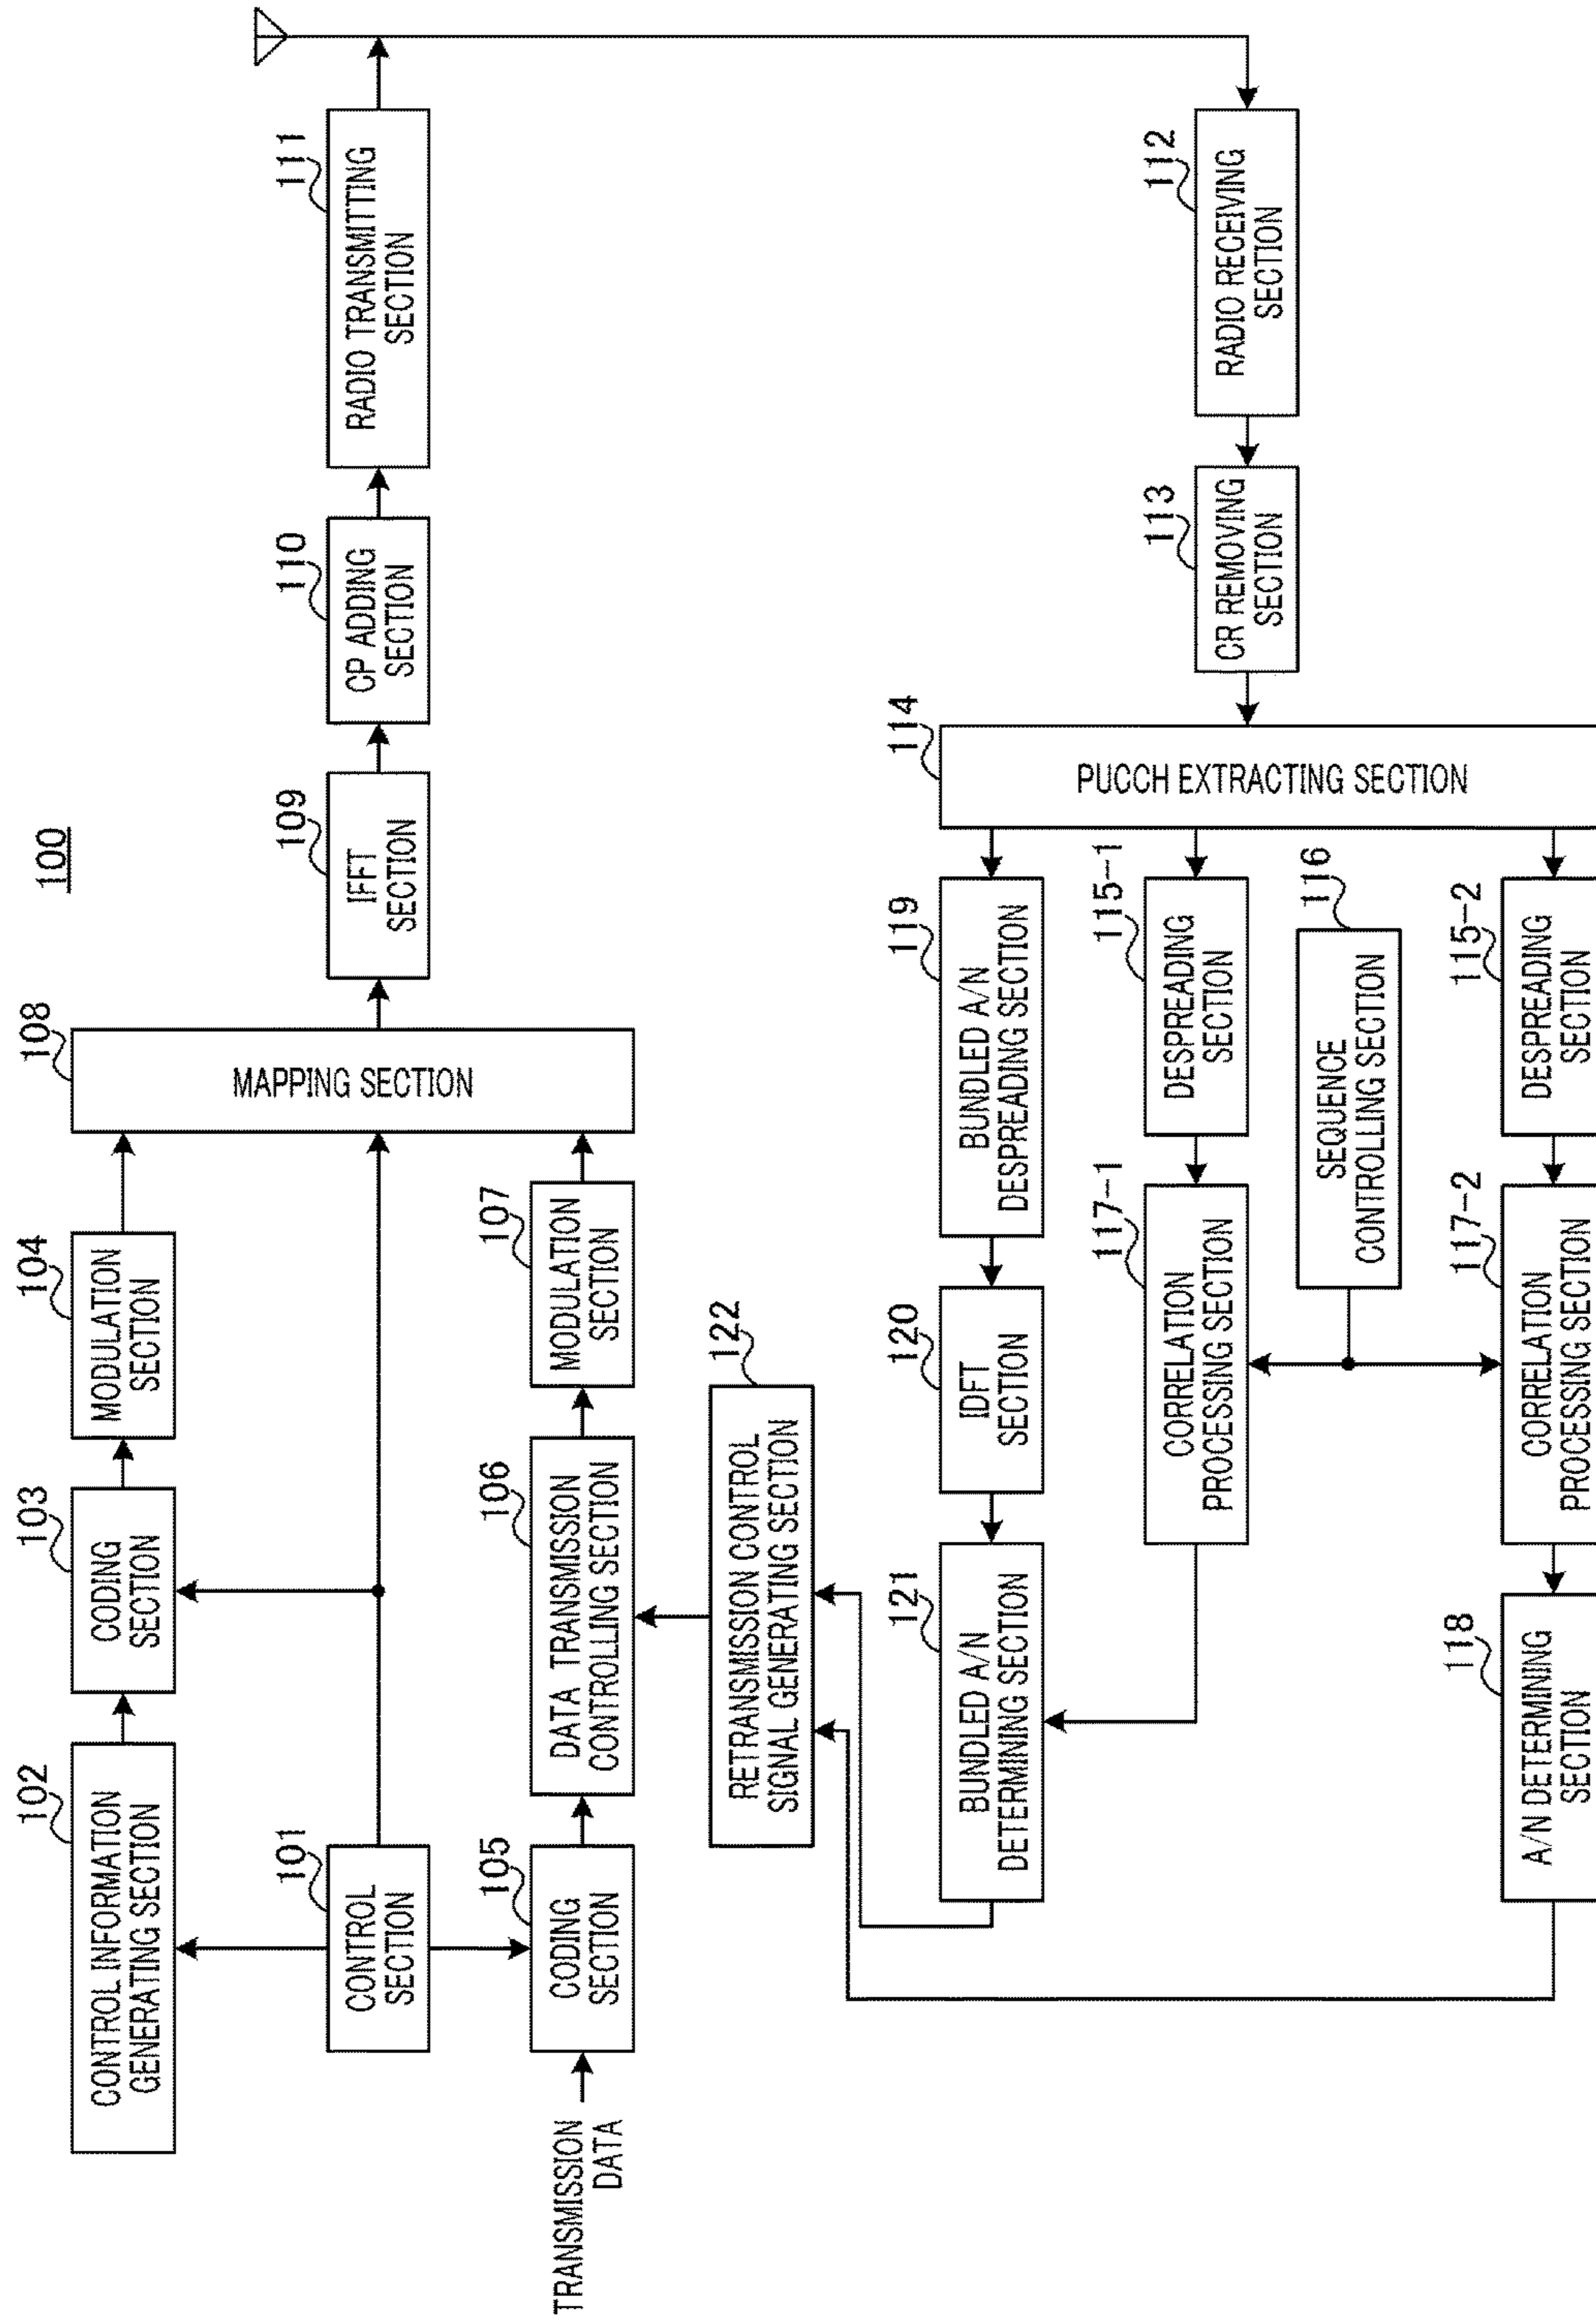 100
102
CONTROL INFORMATION
GENERATING SECTION
103
CODING
SECTION
104
MODULATION
SECTION
108
MAPPING SECTION
109
IFFT
SECTION
110
CP ADDING
SECTION
111
RADIO TRANSMITTING
SECTION
101
CONTROL
SECTION
TRANSMISSION
DATA
105
CODING
SECTION
106
DATA TRANSMISSION
CONTROLLING SECTION
107
MODULATION
SECTION
122
RETRANSMISSION CONTROL
SIGNAL GENERATING SECTION
121
BUNDLED A/N
DETERMINING SECTION
120
IDFT
SECTION
119
BUNDLED A/N
DESPREADING SECTION
114
PUCCH EXTRACTING SECTION
113
CR REMOVING
SECTION
112
RADIO RECEIVING
SECTION
117-1
CORRELATION
PROCESSING SECTION
115-1
DESPREADING
SECTION
116
SEQUENCE
CONTROLLING SECTION
118
A/N DETERMINING
SECTION
117-2
CORRELATION
PROCESSING SECTION
115-2
DESPREADING
SECTION